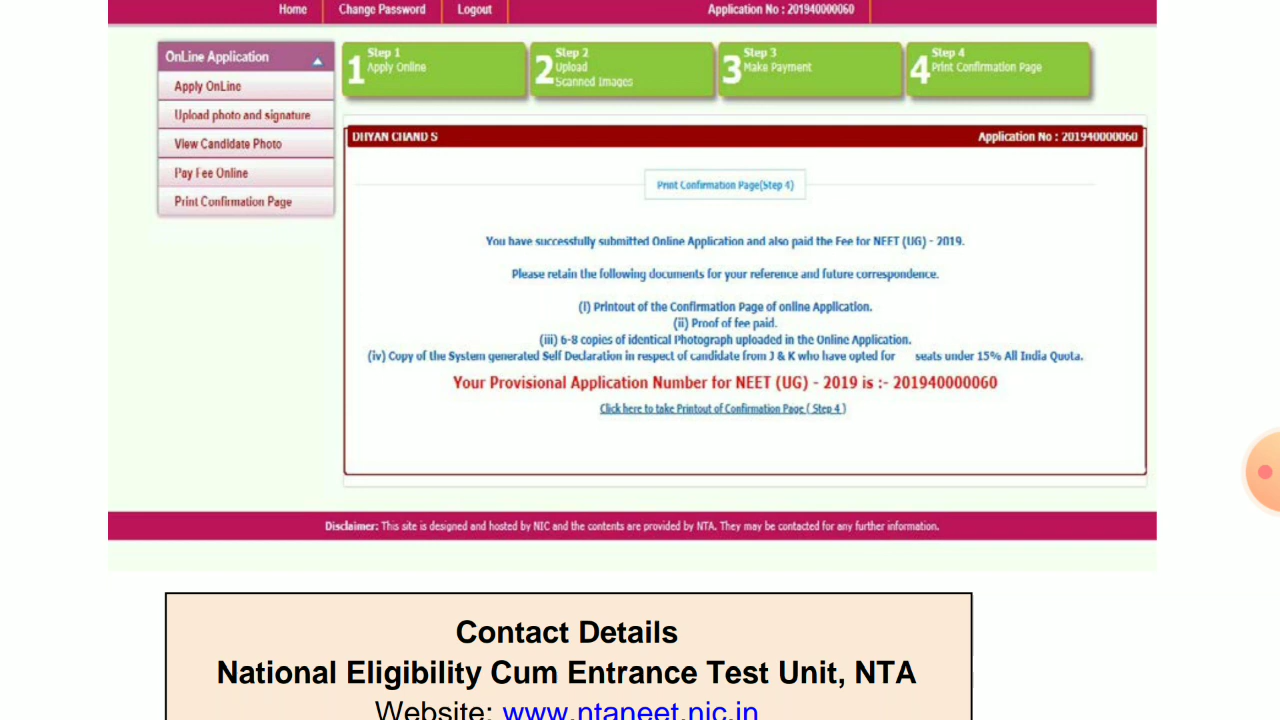 Home Change Password Logout Application No : 201940000060
OnLine Application
Apply OnLine
Upload photo and signature
View Candidate Photo
Pay Fee Online
Print Confirmation Page
1 Step 1
Apply Online
2 Step 2
Upload
Scanned Images
3 Step 3
Make Payment
4 Step 4
Print Confirmation Page
DHYAN CHAND S Application No : 201940000060
Print Confirmation Page(Step 4)
You have successfully submitted Online Application and also paid the Fee for NEET (UG) - 2019.
Please retain the following documents for your reference and future correspondence.
(i) Printout of the Confirmation Page of online Application.
(ii) Proof of fee paid.
(iii) 6-8 copies of identical Photograph uploaded in the Online Application.
(iv) Copy of the System generated Self Declaration in respect of candidate from J & K who have opted for seats under 15% All India Quota.
Your Provisional Application Number for NEET (UG) - 2019 is :- 201940000060
Click here to take Printout of Confirmation Page ( Step 4 )
Disclaimer: This site is designed and hosted by NIC and the contents are provided by NTA. They may be contacted for any further information.
Contact Details
National Eligibility Cum Entrance Test Unit, NTA
Website: www.ntaneet.nic.in